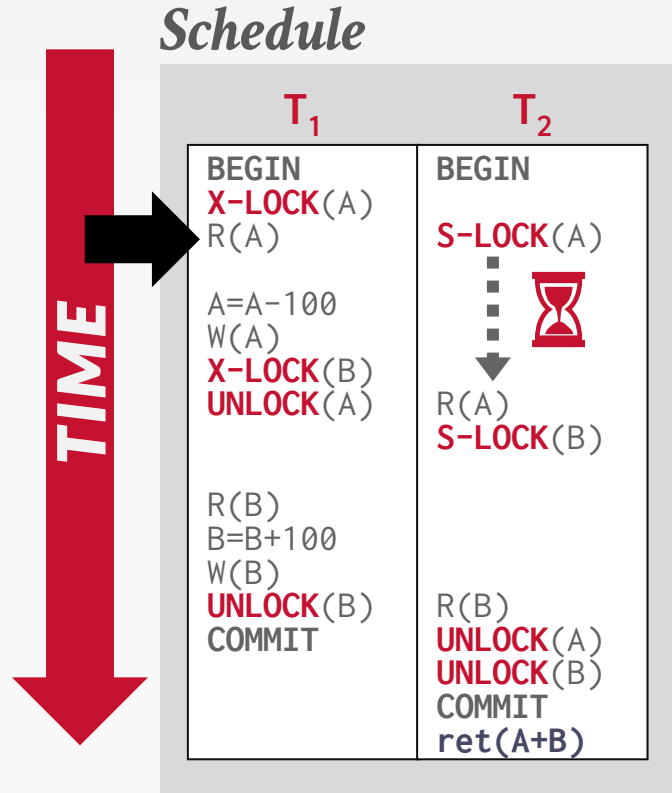 Schedule
TIME
T1
T2
BEGIN
X-LOCK(A)
R(A)
A=A-100
W(A)
X-LOCK(B)
UNLOCK(A)
R(B)
B=B+100
W(B)
UNLOCK(B)
COMMIT
BEGIN
S-LOCK(A)
R(A)
S-LOCK(B)
R(B)
UNLOCK(A)
UNLOCK(B)
COMMIT
ret(A+B)